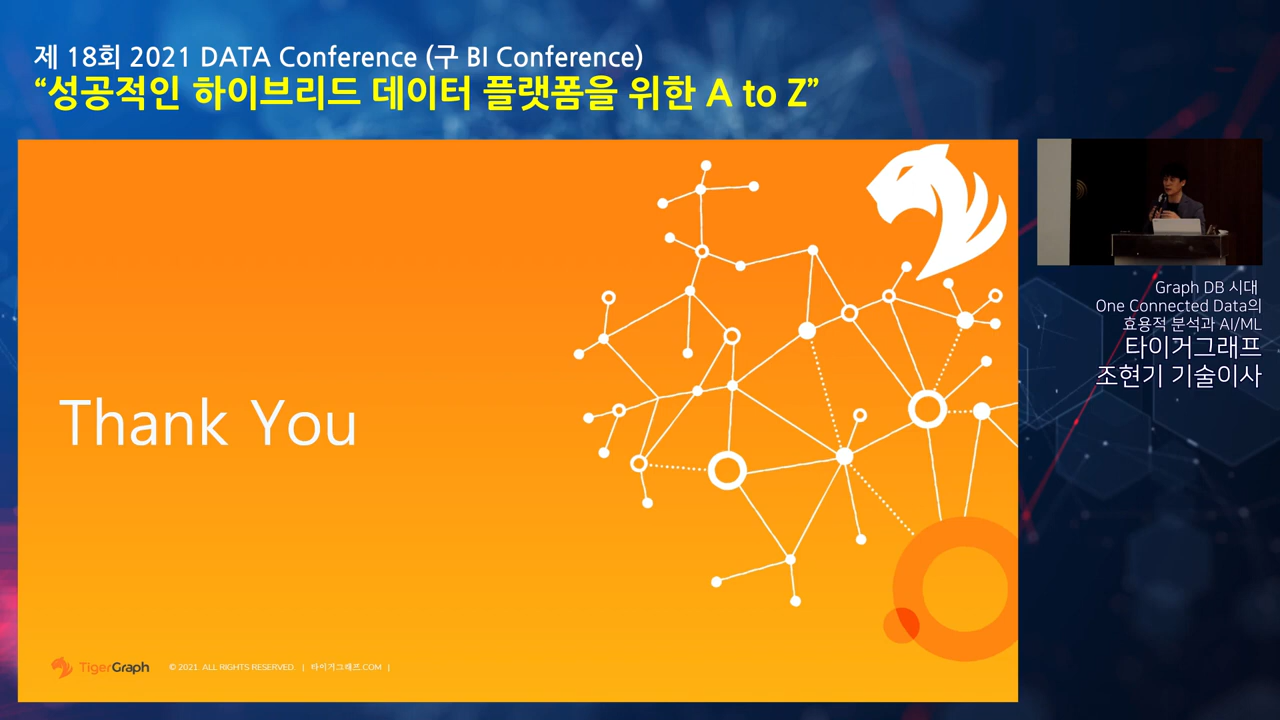 제 18회 2021 DATA Conference (구 BI Conference)
“성공적인 하이브리드 데이터 플랫폼을 위한 A to Z”
Graph DB 시대
One Connected Data의
효용적 분석과 AI/ML
타이거그래프
조현기 기술이사
Thank You
TigerGraph © 2021. ALL RIGHTS RESERVED. | 타이거그래프.COM |